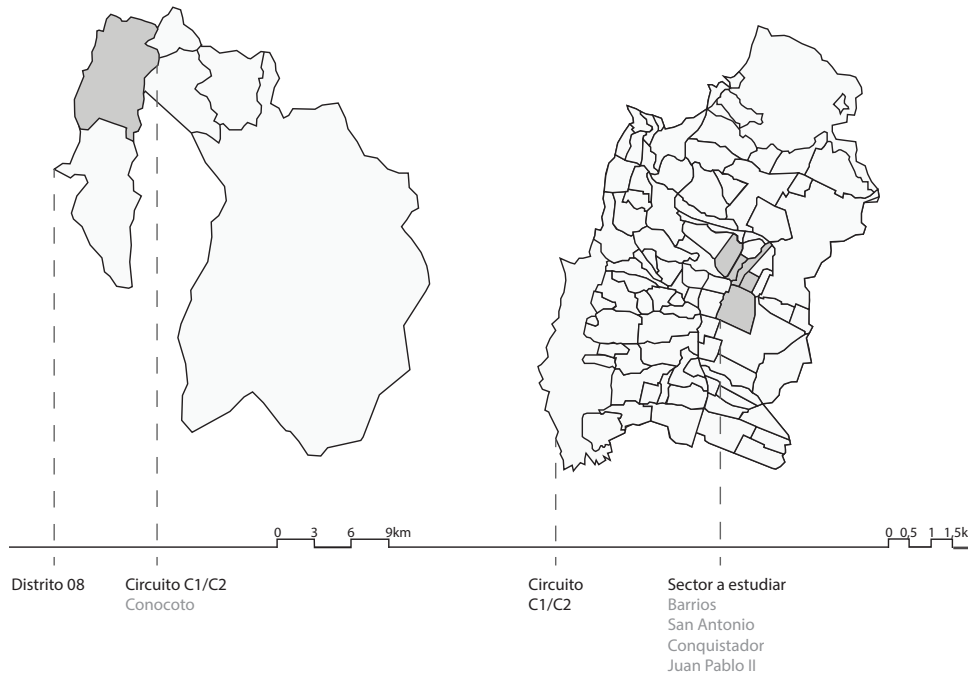 0 3 6 9km
0 0,5 1 1,5k
Distrito 08
Circuito C1/C2
Conocoto
Circuito
C1/C2
Sector a estudiar
Barrios
San Antonio
Conquistador
Juan Pablo II